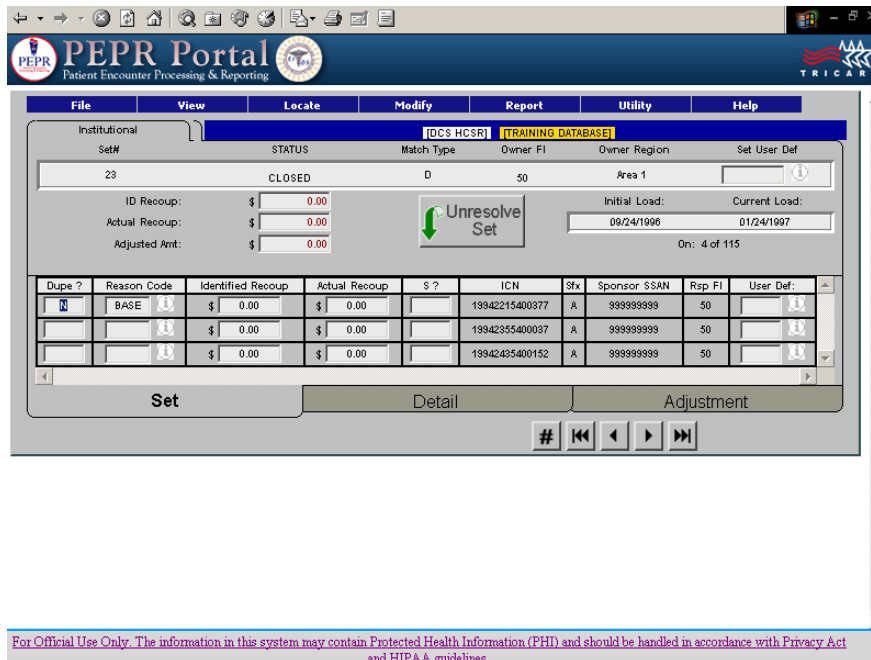 PEPR
PEPR Portal
Patient Encounter Processing & Reporting
TRICAR
File View Locate Modify Report Utility Help
Institutional [DCS HCSR] [TRAINING DATABASE]
Set# STATUS Match Type Owner FI Owner Region Set User Def
23 CLOSED D 50 Area 1
ID Recoup: $ 0.00 Unresolve Set Initial Load: Current Load:
Actual Recoup: $ 0.00 09/24/1996 01/24/1997
Adjusted Amt: $ 0.00 On: 4 of 115
Dupe ? Reason Code Identified Recoup Actual Recoup S ? ICN Sfx Sponsor SSAN Rsp FI User Def:
N BASE $ 0.00 $ 0.00 19942215400377 A 999999999 50
$ 0.00 $ 0.00 19942355400037 A 999999999 50
$ 0.00 $ 0.00 19942435400152 A 999999999 50
Set Detail Adjustment
#
For Official Use Only. The information in this system may contain Protected Health Information (PHI) and should be handled in accordance with Privacy Act
and HIPAA guidelines